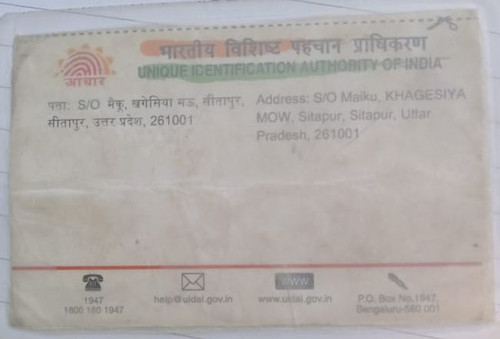 भारतीय विशिष्ट पहचान प्राधिकरण
UNIQUE IDENTIFICATION AUTHORITY OF INDIA
आधार
पता: S/O मैकू, खगेसिया मऊ, सीतापुर,
सीतापुर, उत्तर प्रदेश, 261001
Address: S/O Maiku, KHAGESIYA
MOW, Sitapur, Sitapur, Uttar
Pradesh, 261001
1947
1800 180 1947
help@uidai.gov.in
WWW
www.uidai.gov.in
P.O. Box No.1947,
Bengaluru-560 001